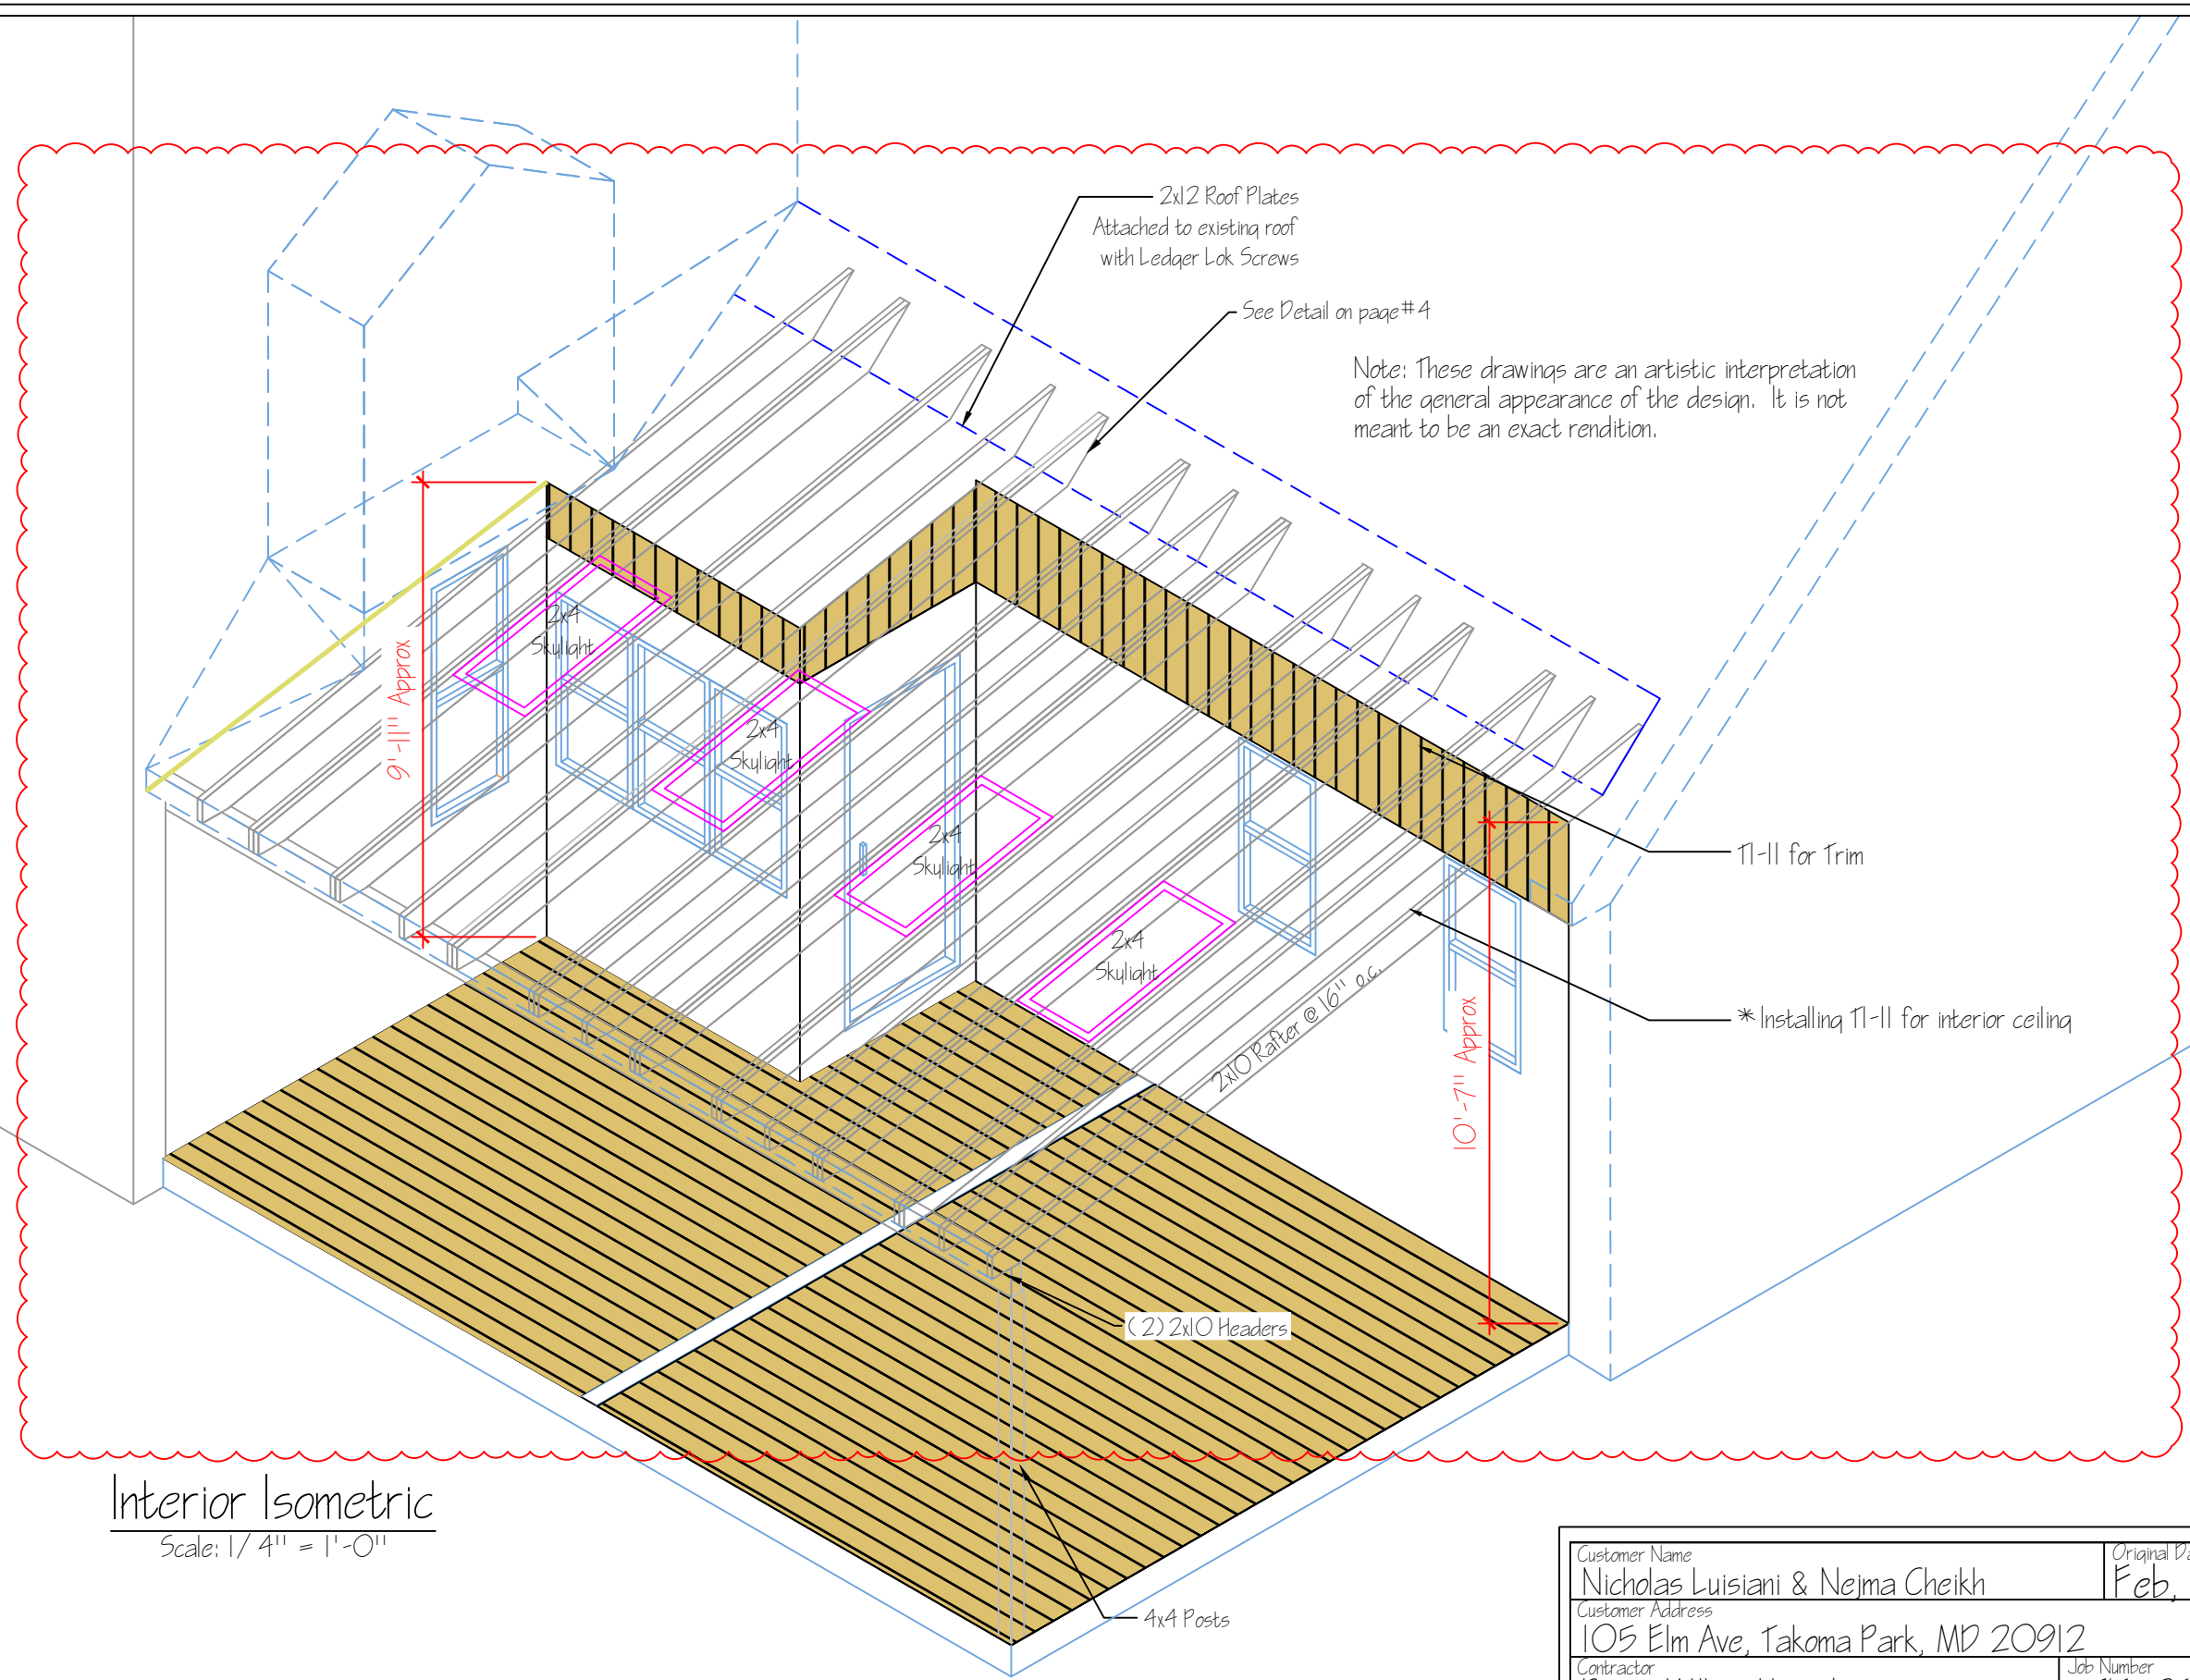 2x12 Roof Plates
Attached to existing roof
with Ledger Lok Screws
See Detail on page#4
Note: These drawings are an artistic interpretation
of the general appearance of the design. It is not
meant to be an exact rendition.
2x4
Skylight
9'-11" Approx
2x4
Skylight
2x4
Skylight
T1-11 for Trim
2x4
Skylight
2x10 Rafter @ 16" o.c.
10'-7" Approx
* Installing T1-11 for interior ceiling
(2) 2x10 Headers
4x4 Posts
Interior Isometric
Scale: 1/4" = 1'-0"
Customer Name
Original
Nicholas Luisiani & Nejma Cheikh
Feb,
Customer Address
105 Elm Ave, Takoma Park, MD 20912
Contractor
Job Number